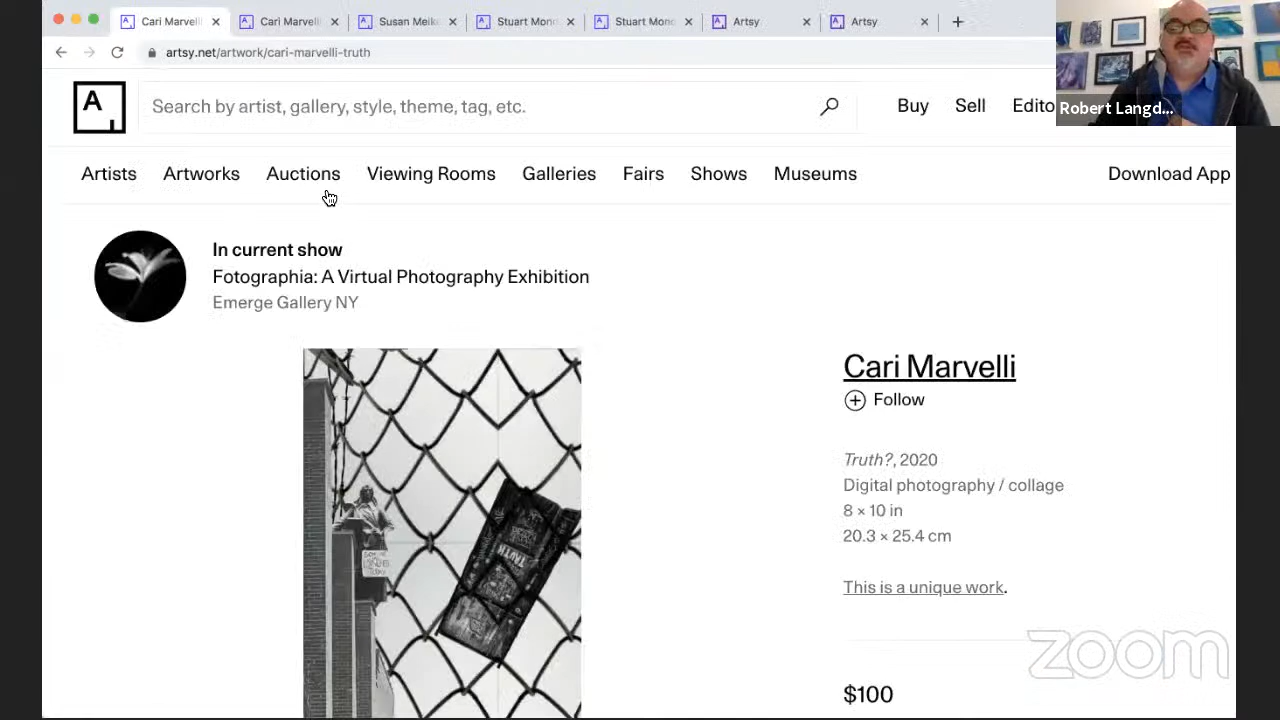 Cari Marvelli
Cari Marvelli
Susan Meik
Stuart Mon
Stuart Mono
Artsy
Artsy
artsy.net/artwork/cari-marvelli-truth
A
Search by artist, gallery, style, theme, tag, etc.
Buy
Sell
Edito
Robert Langd...
Artists
Artworks
Auctions
Viewing Rooms
Galleries
Fairs
Shows
Museums
Download App
In current show
Fotographia: A Virtual Photography Exhibition
Emerge Gallery NY
Cari Marvelli
Follow
Truth?, 2020
Digital photography / collage
8 × 10 in
20.3 × 25.4 cm
This is a unique work.
TRUTH
zoom
$100